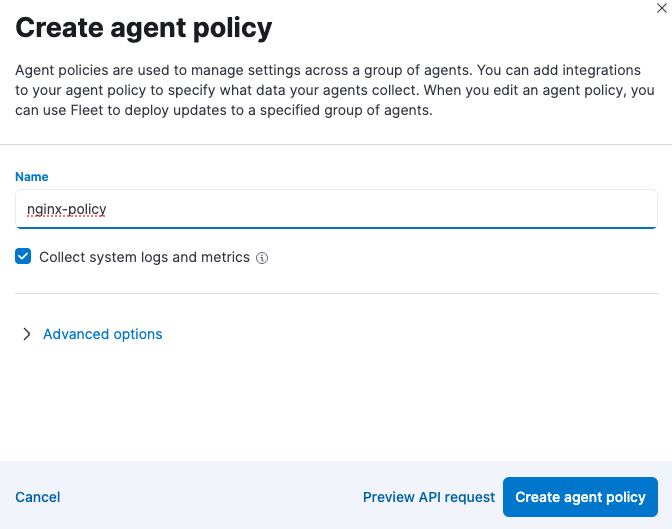 Create agent policy
Agent policies are used to manage settings across a group of agents. You can add integrations
to your agent policy to specify what data your agents collect. When you edit an agent policy, you
can use Fleet to deploy updates to a specified group of agents.
Name
nginx-policy
Collect system logs and metrics
Advanced options
Cancel
Preview API request
Create agent policy